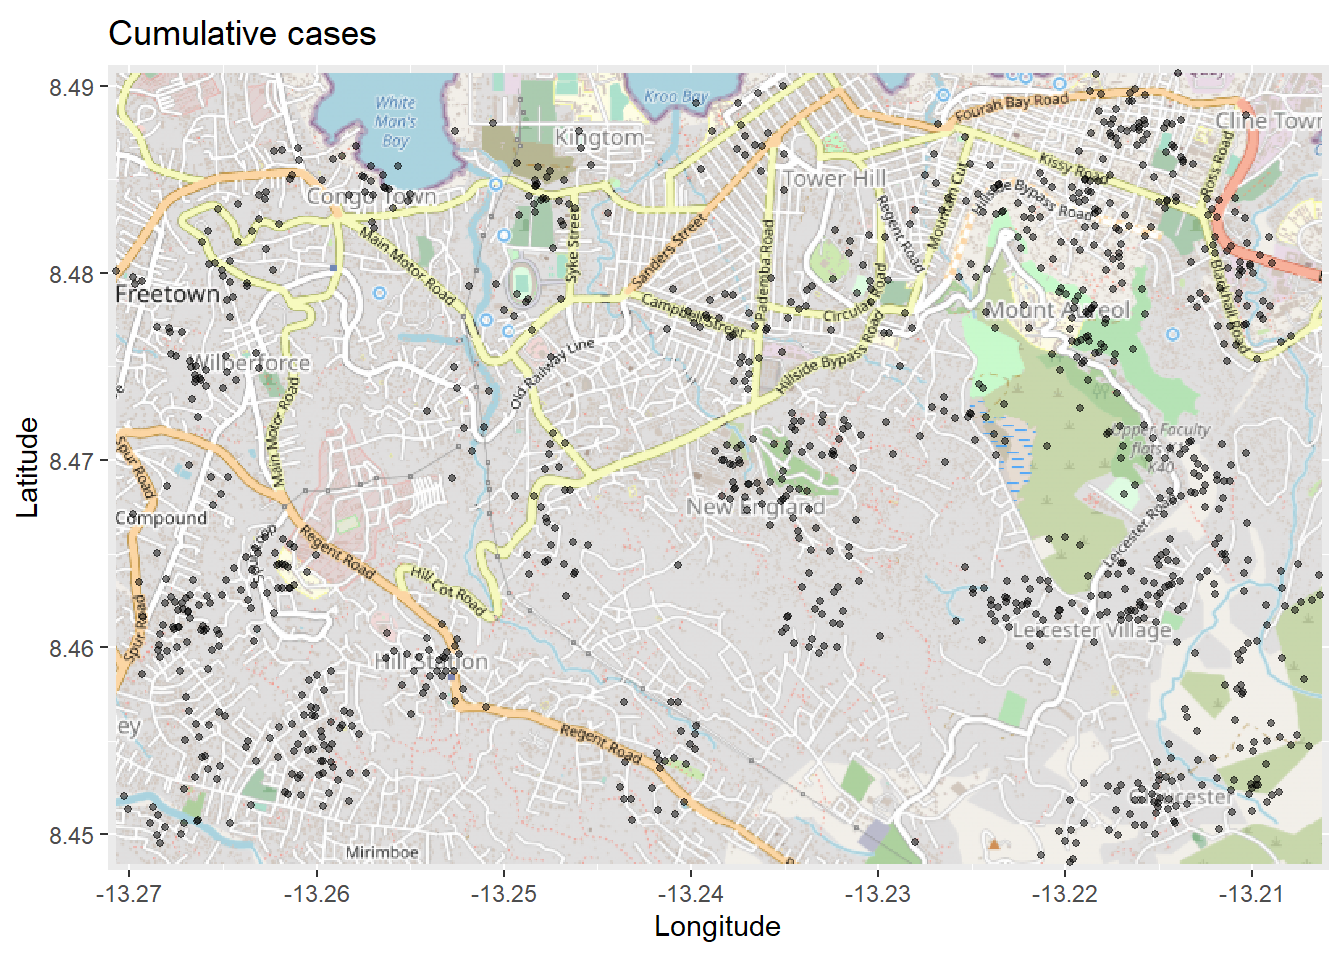 Cumulative cases
8.49
8.48
8.47
8.46
8.45
-13.27
-13.26
-13.25
-13.24
-13.23
-13.22
-13.21
Longitude
Latitude
White
Man's
Bay
Kroo Bay
Kingtom
Fourah Bay Road
Cline Town
Kissy Road
Ross Road
Tower Hill
Congo Town
Hillside Bypass Road
Mountain Cut
Regent Road
Main Motor Road
Syke Street
Sanders Street
Pademba Road
Freetown
Campbell Street
Circular Road
Mount Aureol
Blackhall Road
Wilberforce
Old Railway Line
Hillside Bypass Road
Main Motor Road
Upper Faculty
flats
K40
Spur Road
New England
Compound
Regent Road
Leicester Road
Hill Cot Road
Spur Road
Leicester Village
Hill Station
ey
Regent Road
Mirimboe